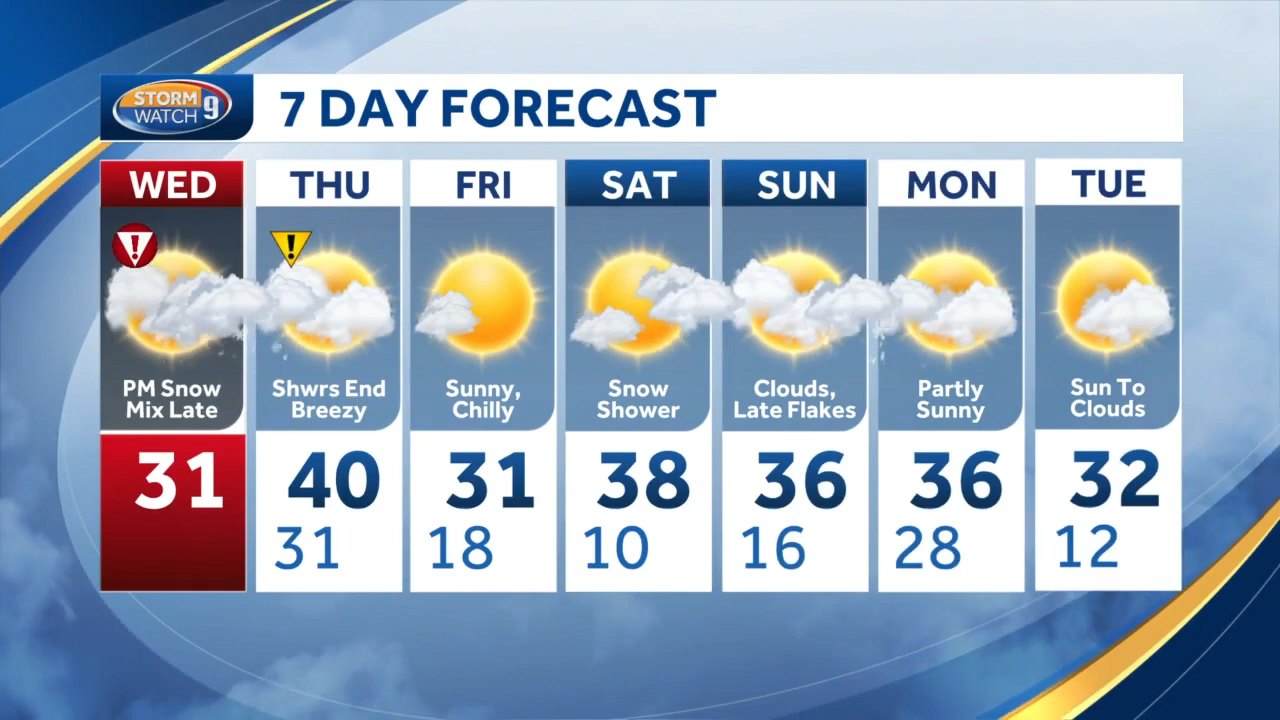 STORM
WATCH 9
7 DAY FORECAST
WED
THU
FRI
SAT
SUN
MON
TUE
!
!
PM Snow
Mix Late
Shwrs End
Breezy
Sunny,
Chilly
Snow
Shower
Clouds,
Late Flakes
Partly
Sunny
Sun To
Clouds
31
40
31
38
36
36
32
31
18
10
16
28
12